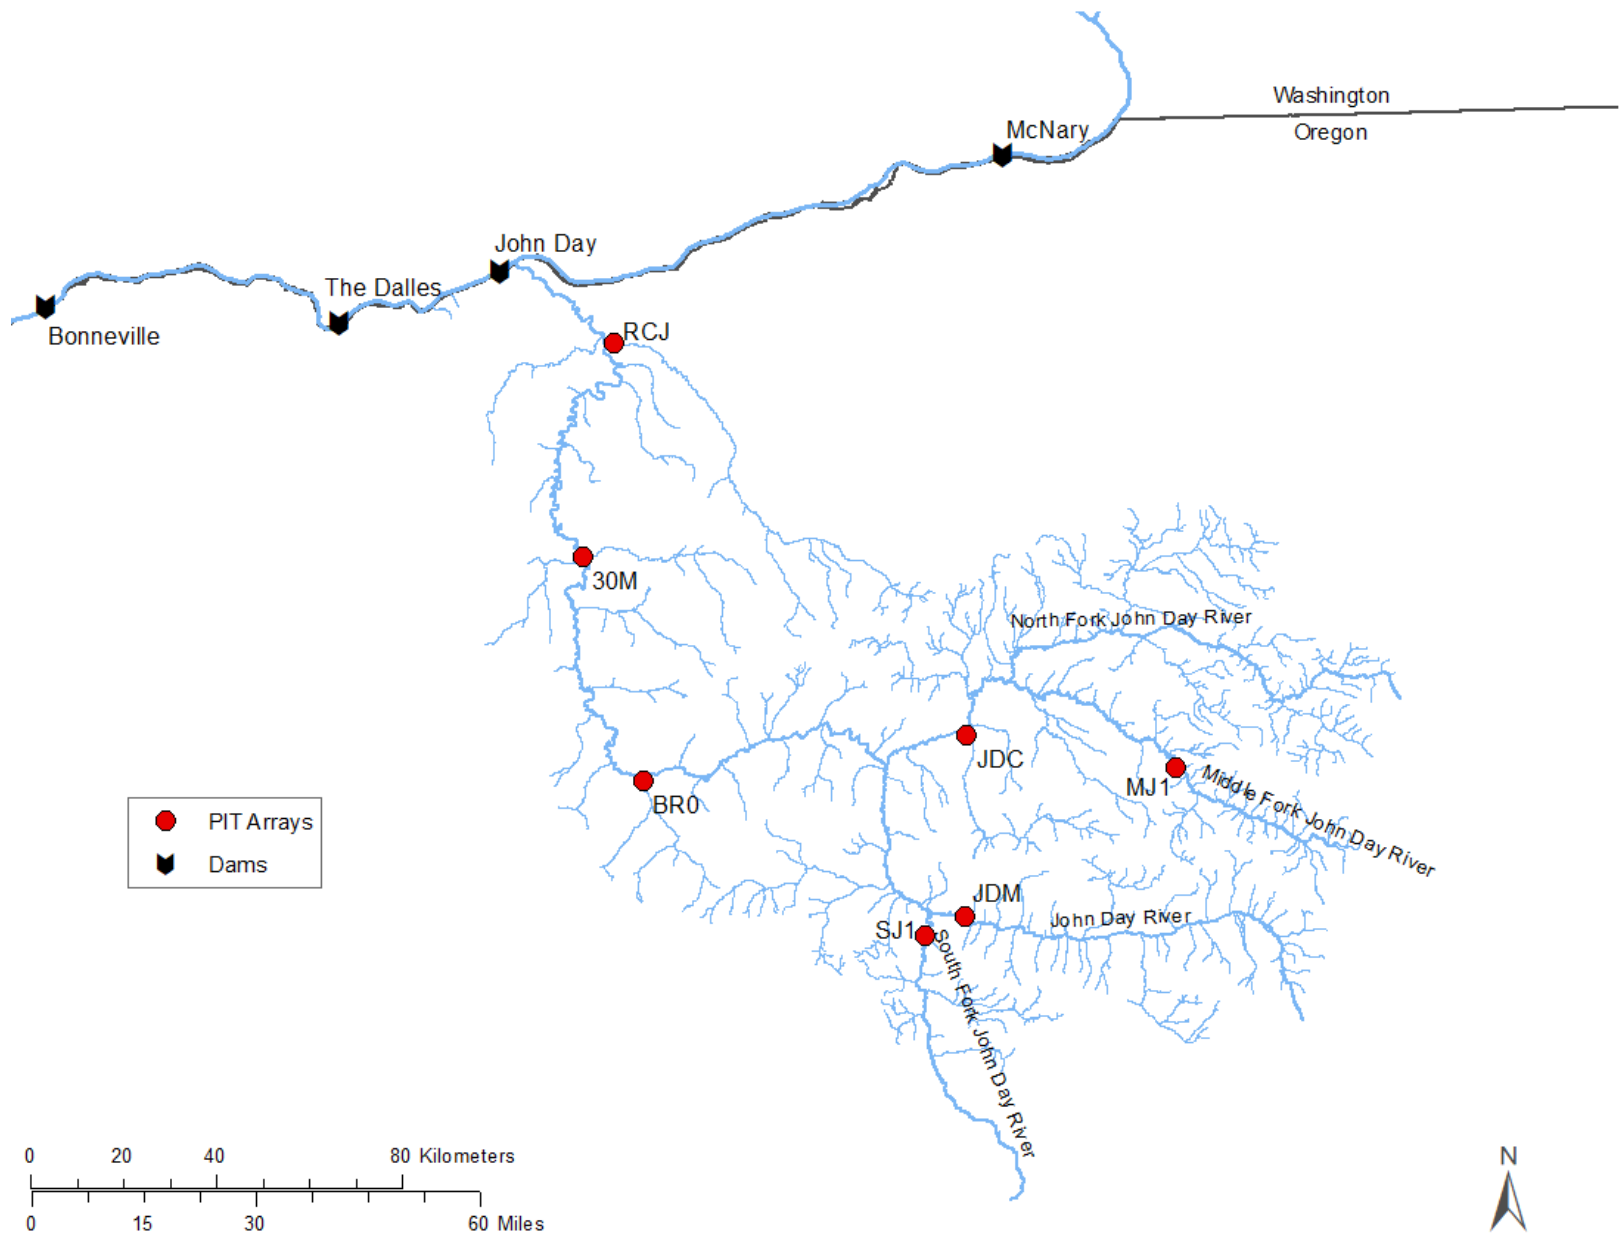 Washington
Oregon
McNary
John Day
The Dalles
Bonneville
RCJ
30M
North Fork John Day River
JDC
MJ1
Middle Fork John Day River
BR0
PIT Arrays
Dams
JDM
John Day River
SJ1
South Fork John Day River
0 20 40 80 Kilometers
0 15 30 60 Miles
N